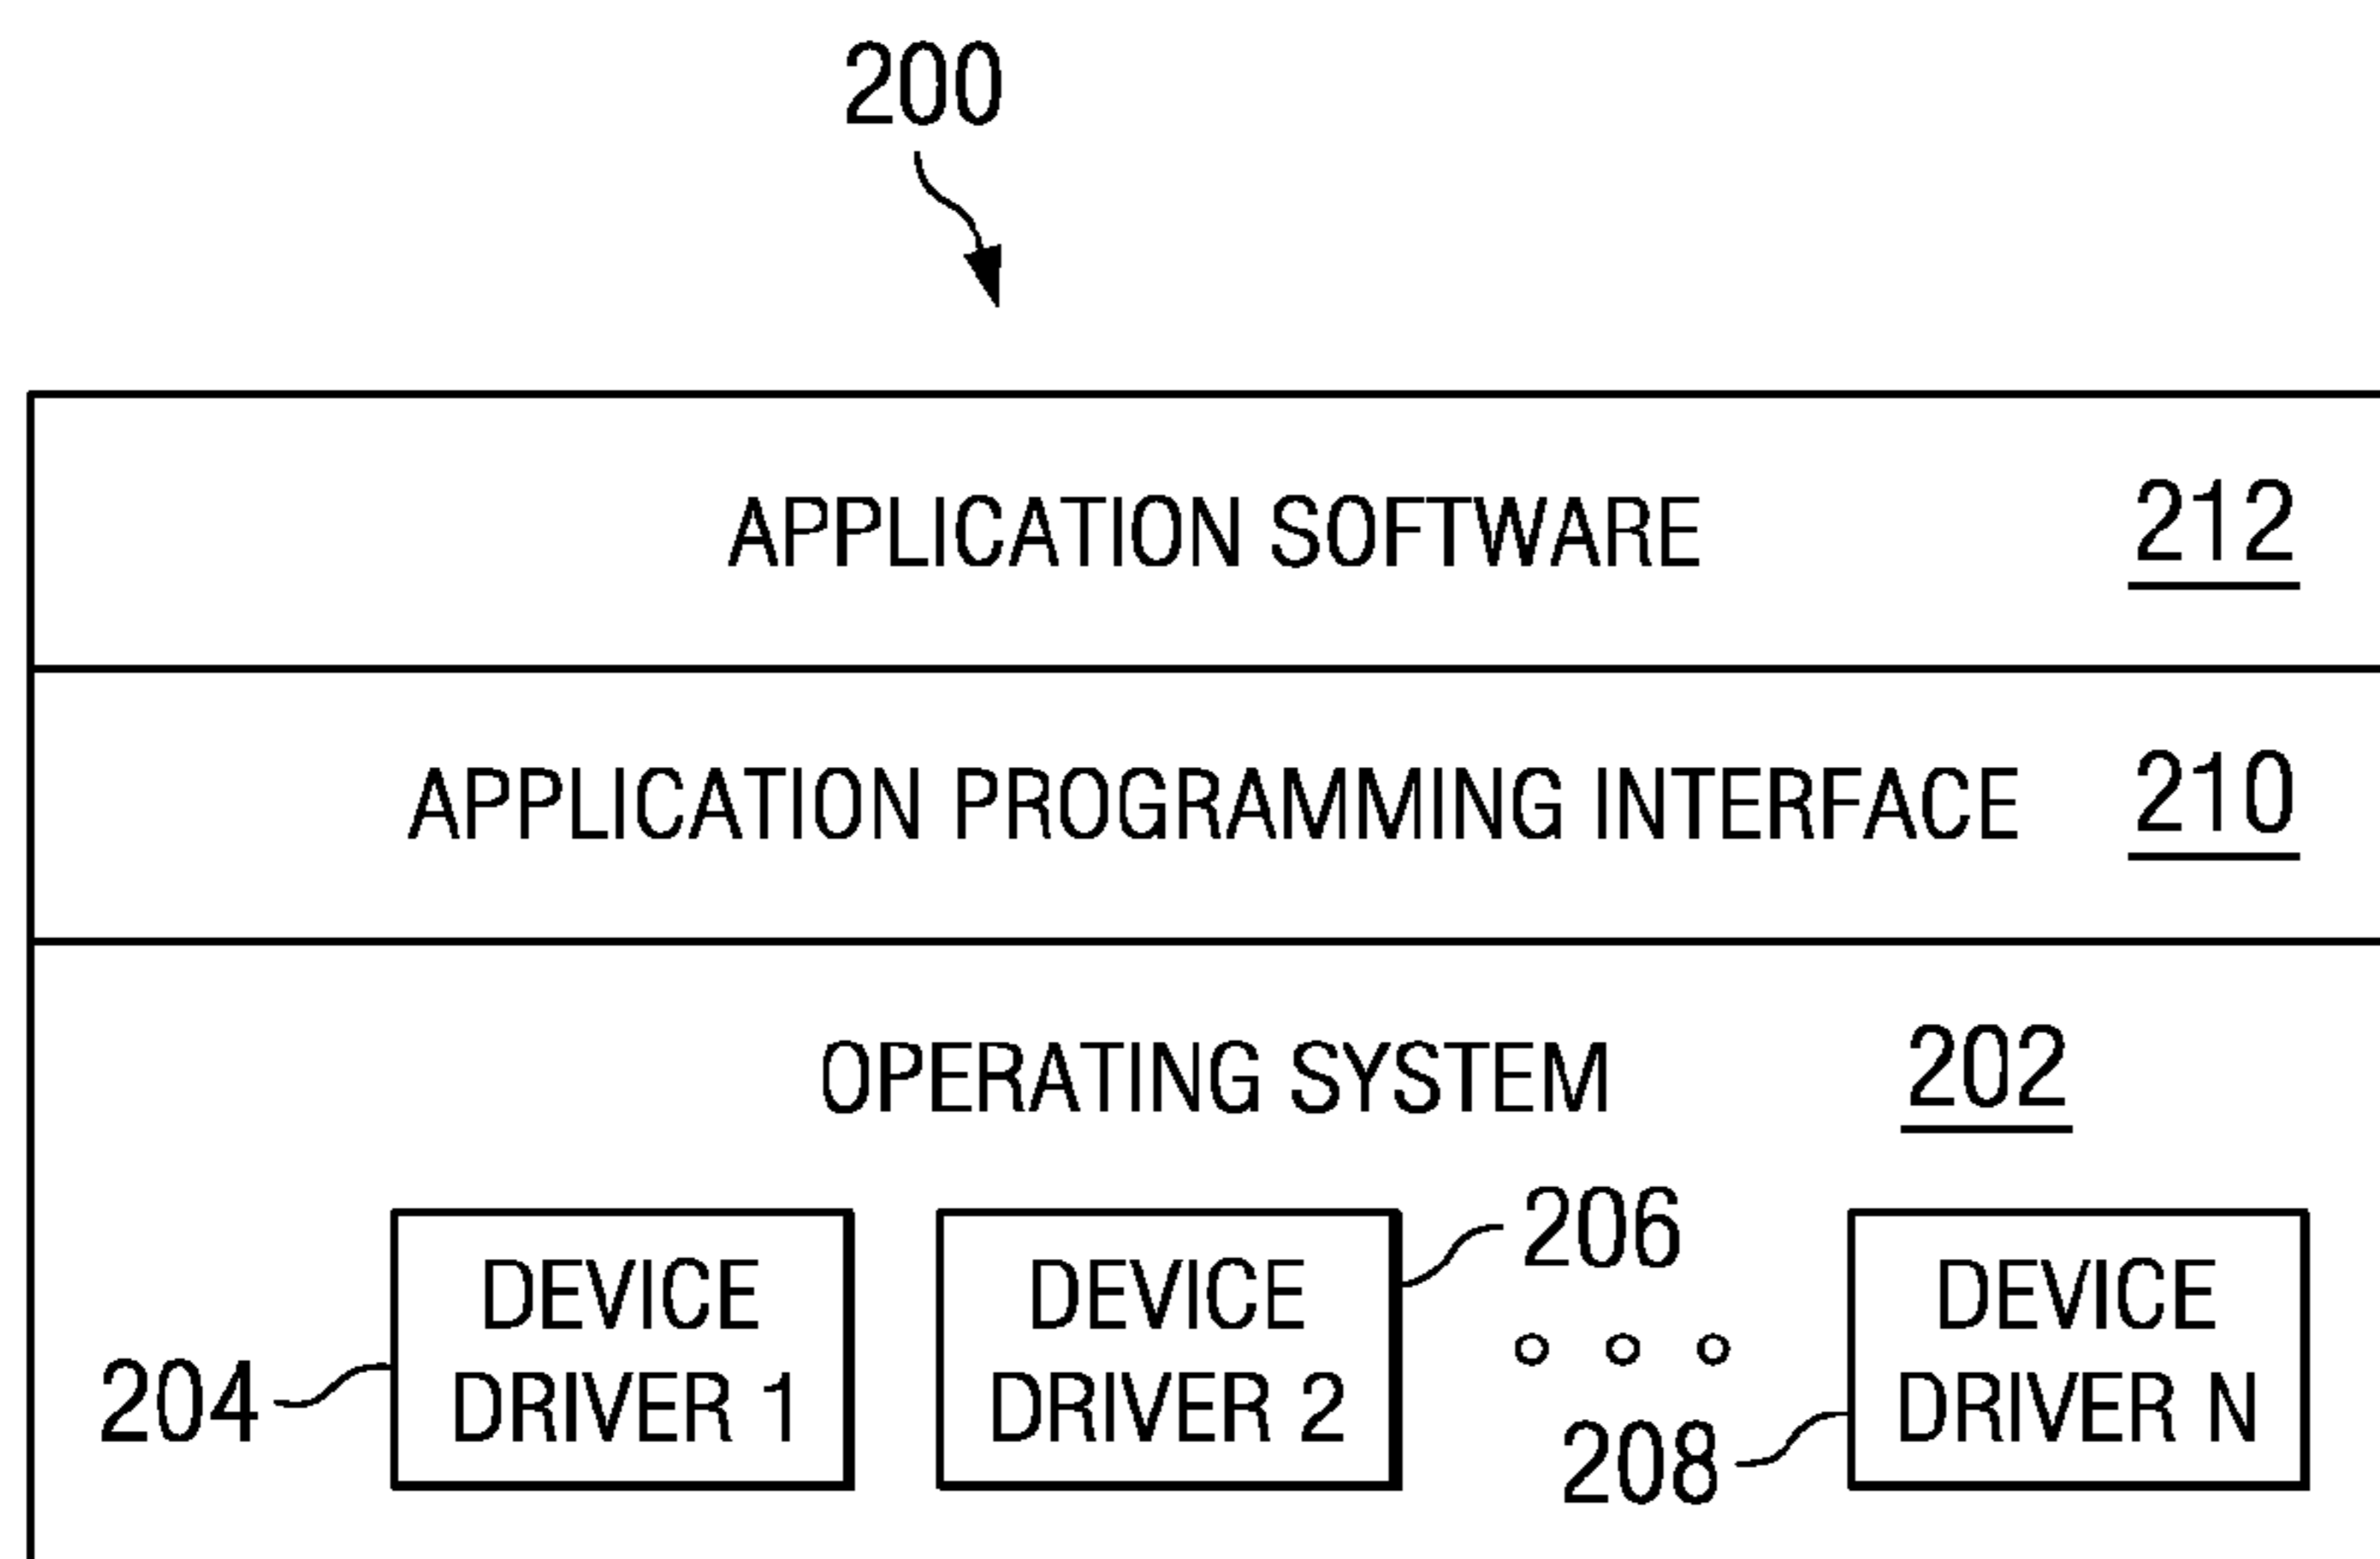 200
APPLICATION SOFTWARE 212
APPLICATION PROGRAMMING INTERFACE 210
OPERATING SYSTEM 202
204
DEVICE
DRIVER 1
DEVICE
DRIVER 2
206
208
DEVICE
DRIVER N